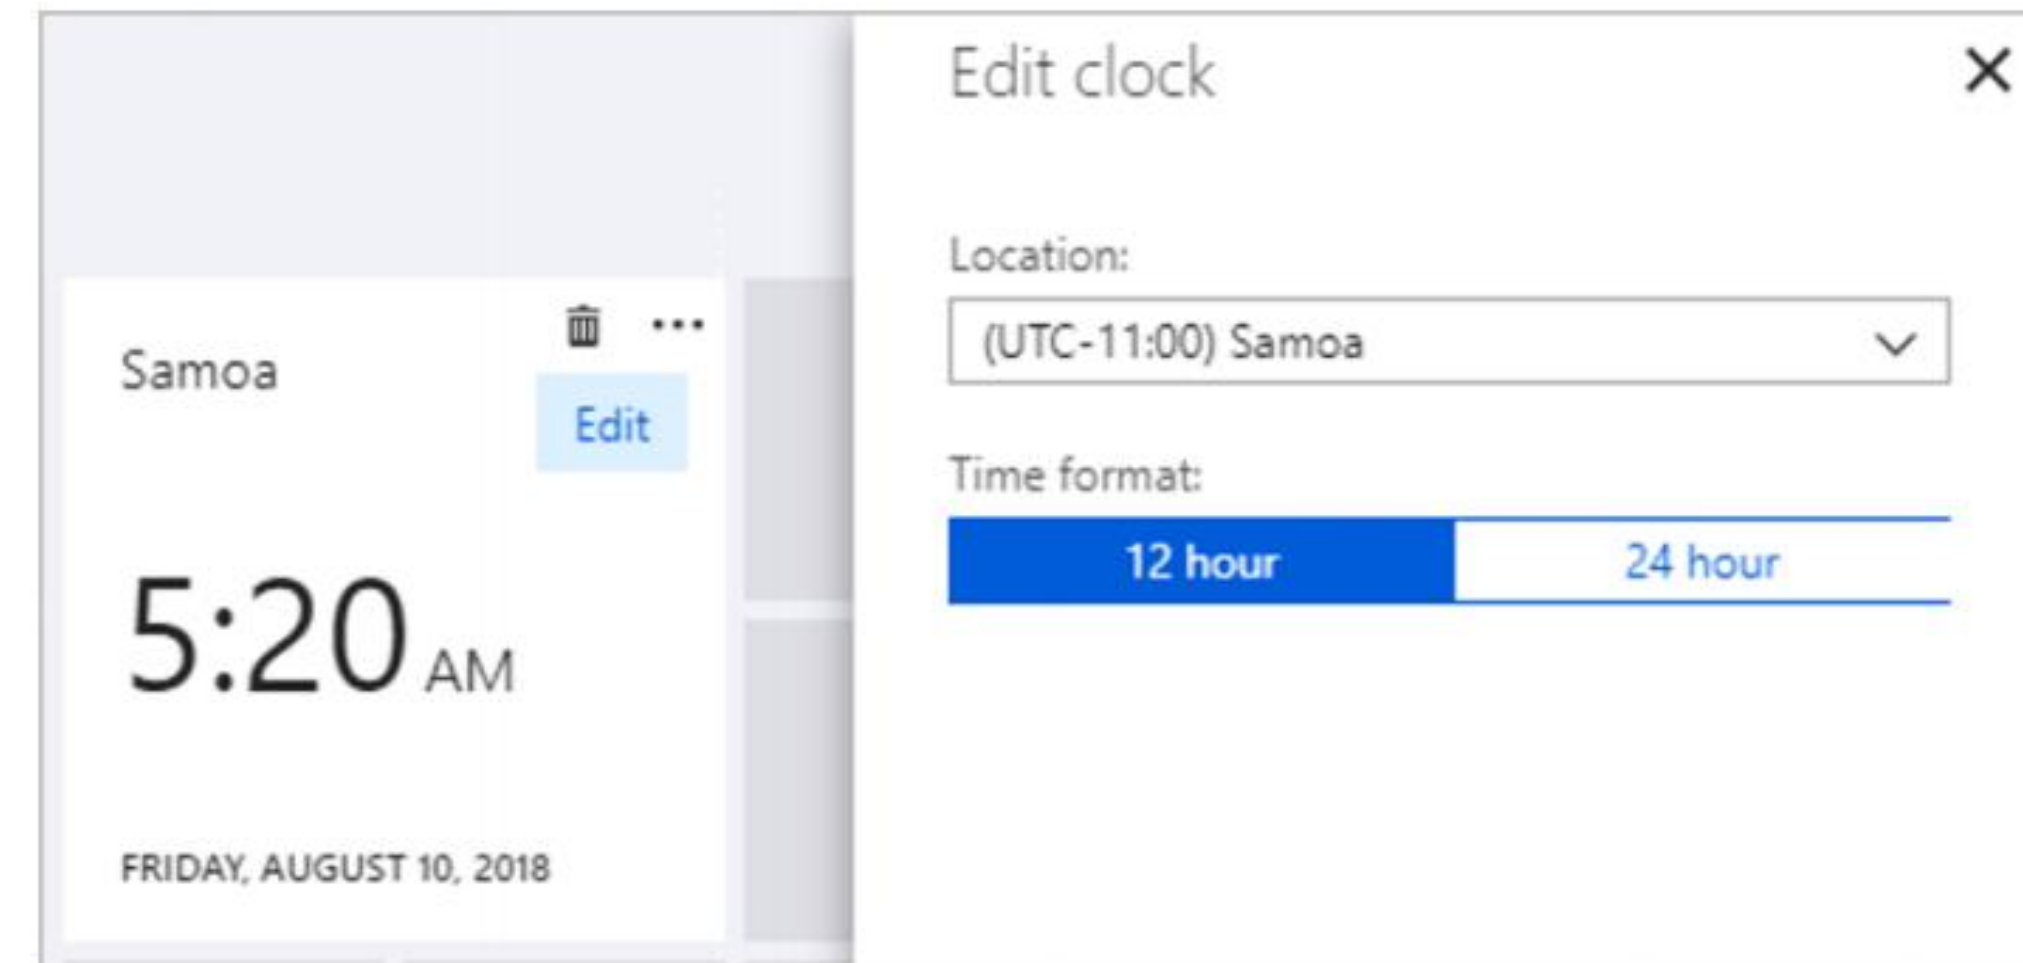 Samoa
Edit
5:20 AM
FRIDAY, AUGUST 10, 2018
Edit clock
Location:
(UTC-11:00) Samoa
Time format:
12 hour
24 hour